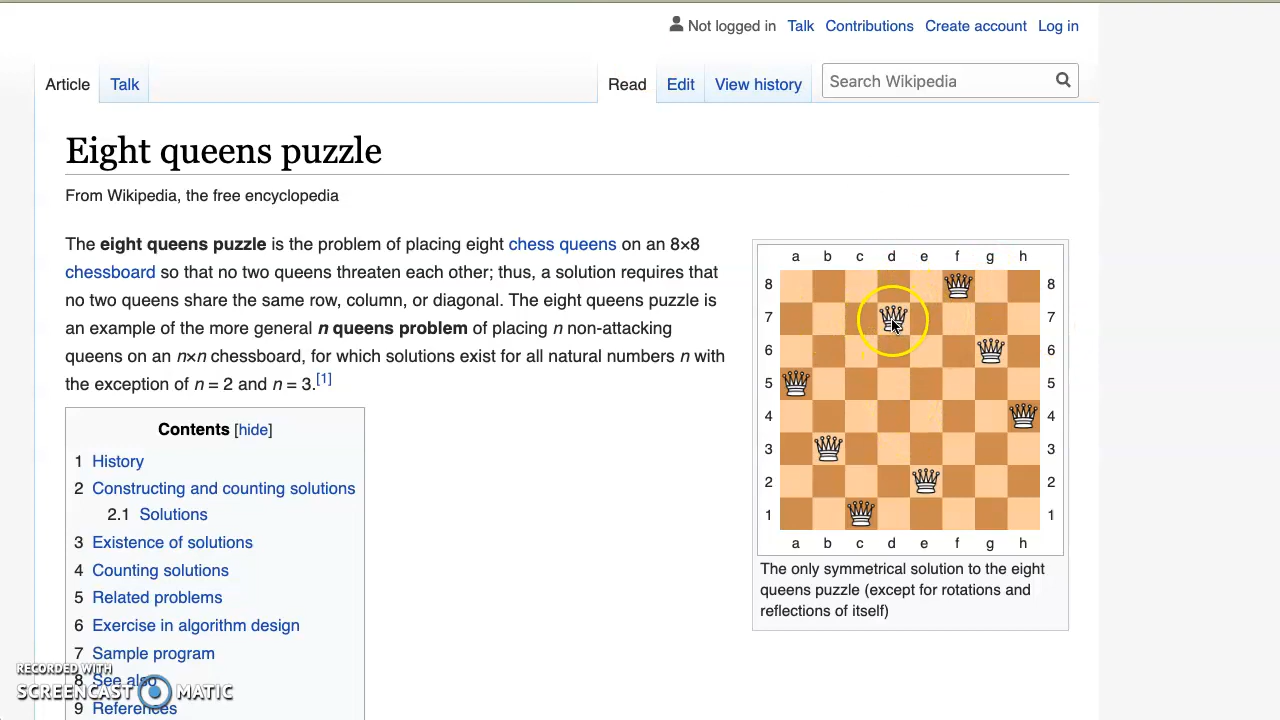 Not logged in Talk Contributions Create account Log in
Article Talk Read Edit View history Search Wikipedia
Eight queens puzzle
From Wikipedia, the free encyclopedia
The eight queens puzzle is the problem of placing eight chess queens on an 8×8
chessboard so that no two queens threaten each other; thus, a solution requires that
no two queens share the same row, column, or diagonal. The eight queens puzzle is
an example of the more general n queens problem of placing n non-attacking
queens on an n×n chessboard, for which solutions exist for all natural numbers n with
the exception of n = 2 and n = 3.[1]
Contents [hide]
1 History
2 Constructing and counting solutions
2.1 Solutions
3 Existence of solutions
4 Counting solutions
5 Related problems
6 Exercise in algorithm design
7 Sample program
8 See also
9 References
a b c d e f g h
8 8
7 7
6 6
5 5
4 4
3 3
2 2
1 1
a b c d e f g h
The only symmetrical solution to the eight
queens puzzle (except for rotations and
reflections of itself)
RECORDED WITH
SCREENCAST MATIC